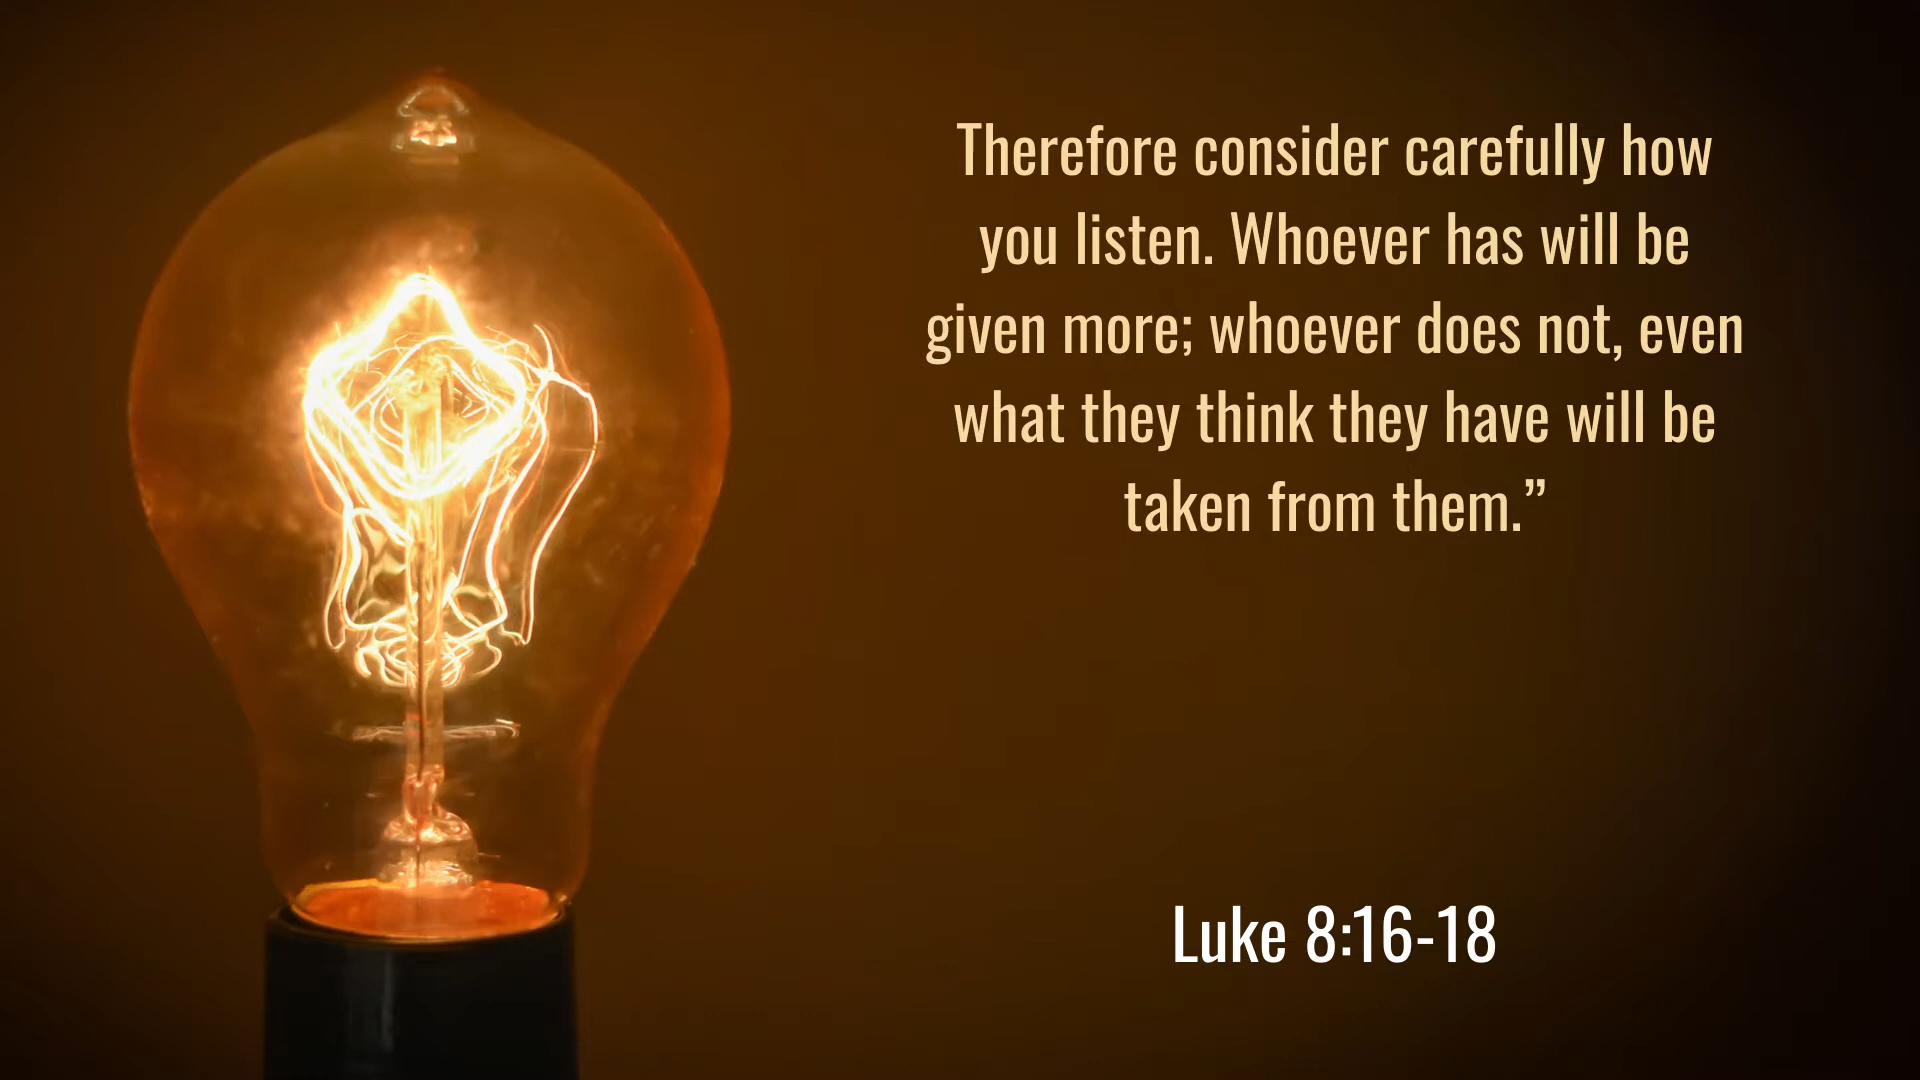 Therefore consider carefully how
you listen. Whoever has will be
given more; whoever does not, even
what they think they have will be
taken from them.”
Luke 8:16-18